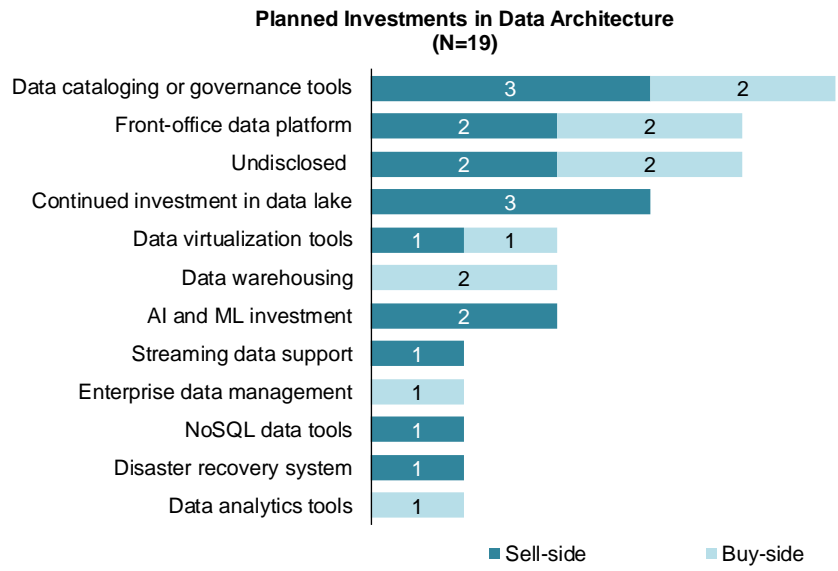 Planned Investments in Data Architecture
(N=19)
Data cataloging or governance tools 3 2
Front-office data platform 2 2
Undisclosed 2 2
Continued investment in data lake 3
Data virtualization tools 1 1
Data warehousing 2
AI and ML investment 2
Streaming data support 1
Enterprise data management 1
NoSQL data tools 1
Disaster recovery system 1
Data analytics tools 1
Sell-side Buy-side